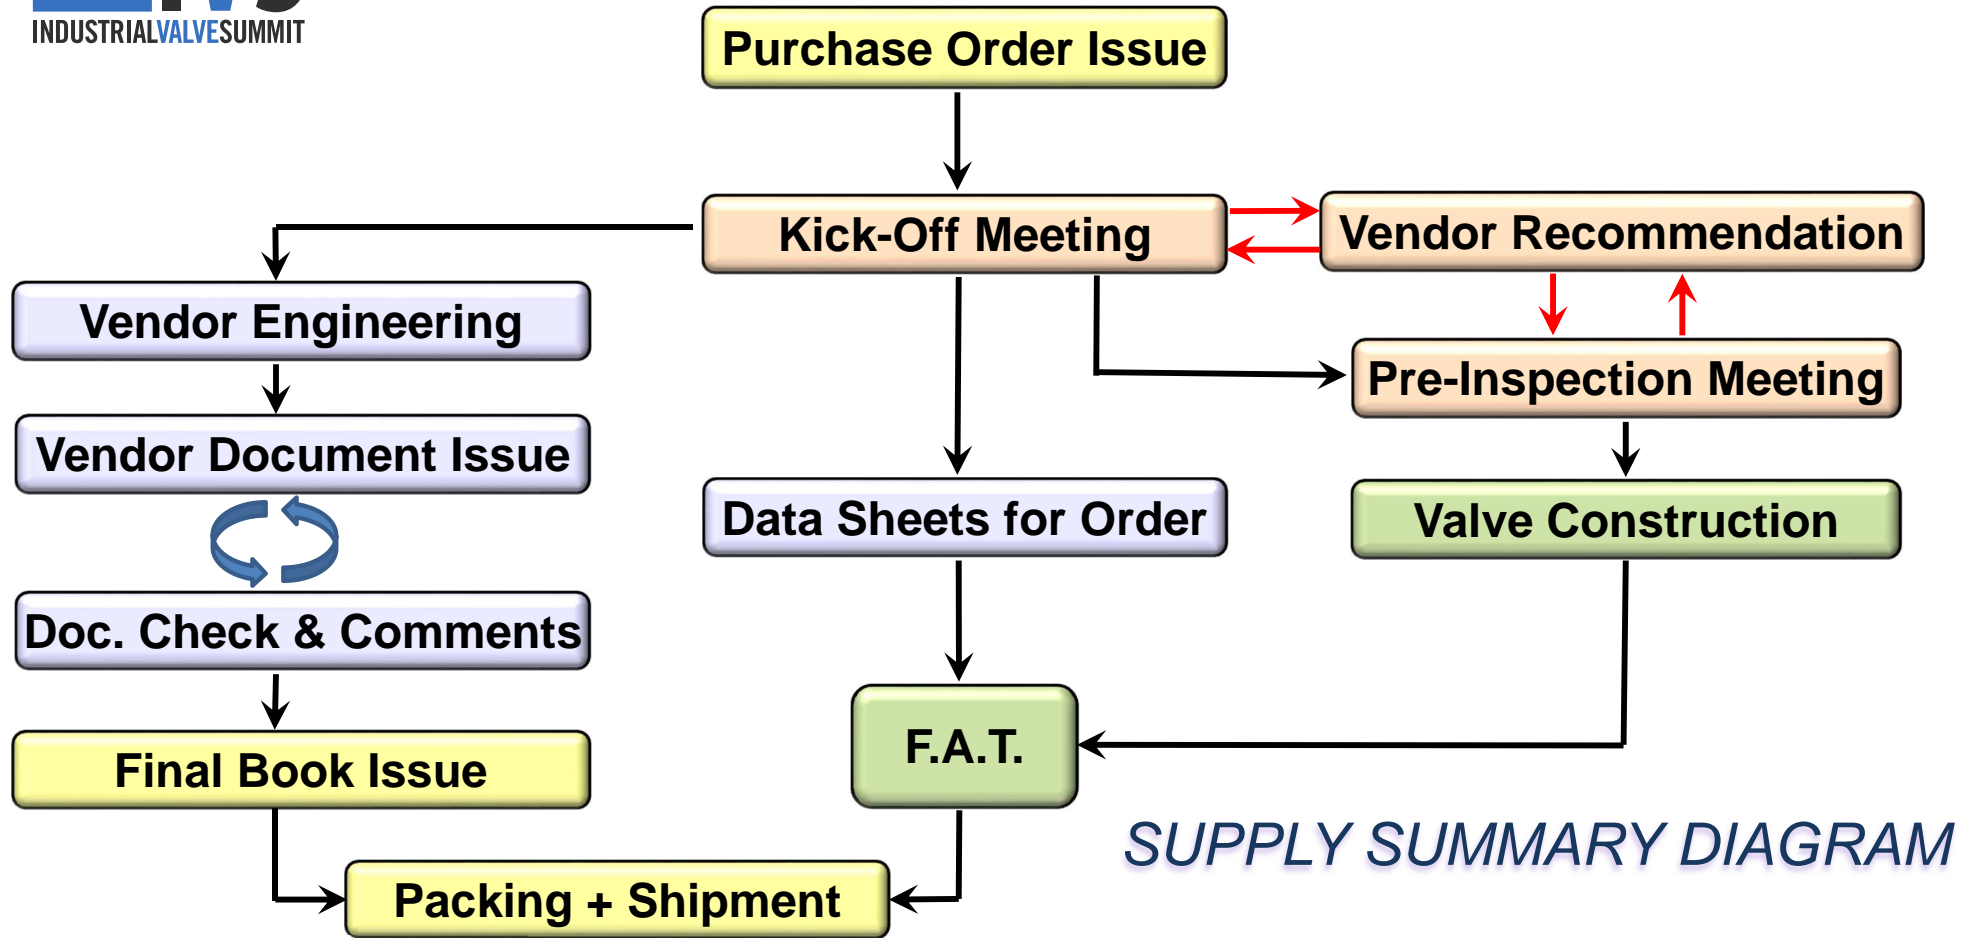 INDUSTRIALVALVESUMMIT
Purchase Order Issue
Kick-Off Meeting
Vendor Recommendation
Vendor Engineering
Pre-Inspection Meeting
Vendor Document Issue
Data Sheets for Order
Valve Construction
Doc. Check & Comments
F.A.T.
Final Book Issue
SUPPLY SUMMARY DIAGRAM
Packing + Shipment